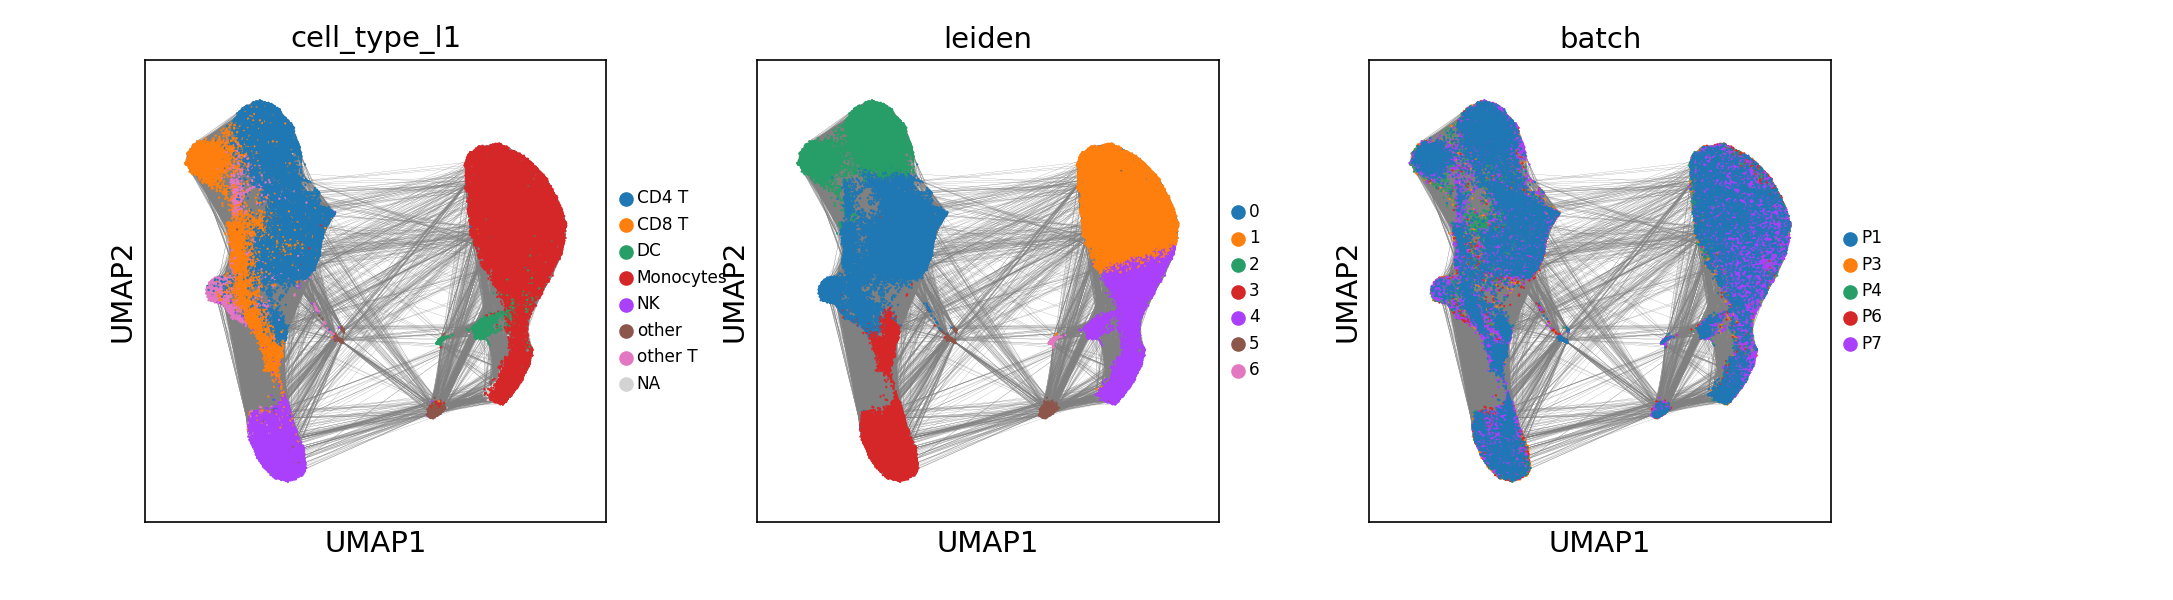 cell_type_l1
UMAP2
UMAP1
CD4 T
CD8 T
DC
Monocytes
NK
other
other T
NA
leiden
UMAP2
UMAP1
0
1
2
3
4
5
6
batch
UMAP2
UMAP1
P1
P3
P4
P6
P7